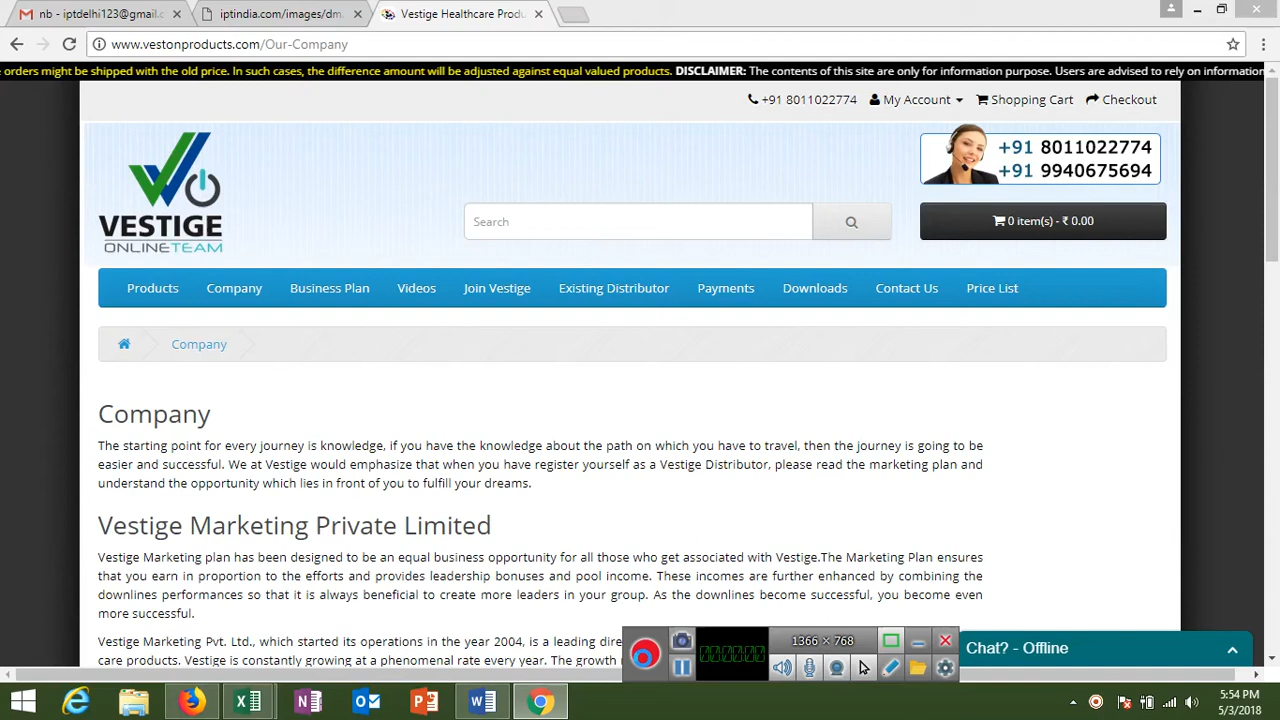 nb - iptdelhi123@gmail.c
iptindia.com/images/dm
Vestige Healthcare Produ
www.vestonproducts.com/Our-Company
orders might be shipped with the old price. In such cases, the difference amount will be adjusted against equal valued products. DISCLAIMER: The contents of this site are only for information purpose. Users are advised to rely on information
+91 8011022774 My Account Shopping Cart Checkout
+91 8011022774
+91 9940675694
VESTIGE
ONLINETEAM
Search
0 item(s) - ₹ 0.00
Products Company Business Plan Videos Join Vestige Existing Distributor Payments Downloads Contact Us Price List
Company
Company
The starting point for every journey is knowledge, if you have the knowledge about the path on which you have to travel, then the journey is going to be
easier and successful. We at Vestige would emphasize that when you have register yourself as a Vestige Distributor, please read the marketing plan and
understand the opportunity which lies in front of you to fulfill your dreams.
Vestige Marketing Private Limited
Vestige Marketing plan has been designed to be an equal business opportunity for all those who get associated with Vestige.The Marketing Plan ensures
that you earn in proportion to the efforts and provides leadership bonuses and pool income. These incomes are further enhanced by combining the
downlines performances so that it is always beneficial to create more leaders in your group. As the downlines become successful, you become even
more successful.
Vestige Marketing Pvt. Ltd., which started its operations in the year 2004, is a leading dire
care products. Vestige is constantly growing at a phenomenal rate every year. The growth
1366 × 768
Chat? - Offline
5:54 PM
5/3/2018